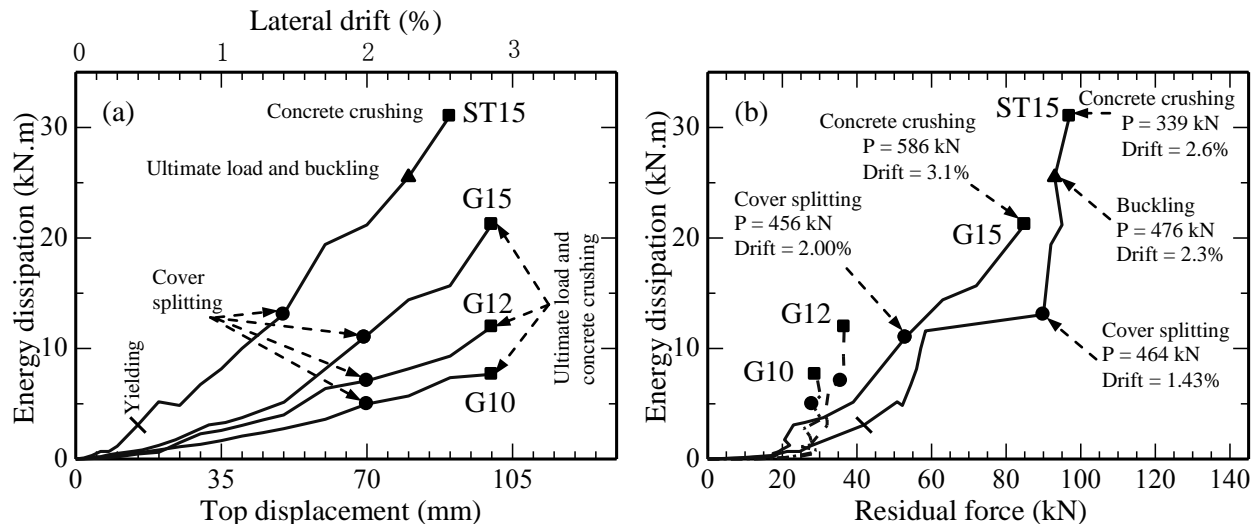 Lateral drift (%)
0 1 2 3
(a)
Concrete crushing
ST15
Ultimate load and buckling
G15
Cover
splitting
G12
G10
Yielding
Ultimate load and
concrete crushing
Energy dissipation (kN.m)
30
20
10
0
0 35 70 105
Top displacement (mm)
(b)
ST15
Concrete crushing
P = 339 kN
Drift = 2.6%
Concrete crushing
P = 586 kN
Drift = 3.1%
Cover splitting
P = 456 kN
Drift = 2.00%
G15
Buckling
P = 476 kN
Drift = 2.3%
G12
G10
Cover splitting
P = 464 kN
Drift = 1.43%
Energy dissipation (kN.m)
30
20
10
0
0 20 40 60 80 100 120 140
Residual force (kN)